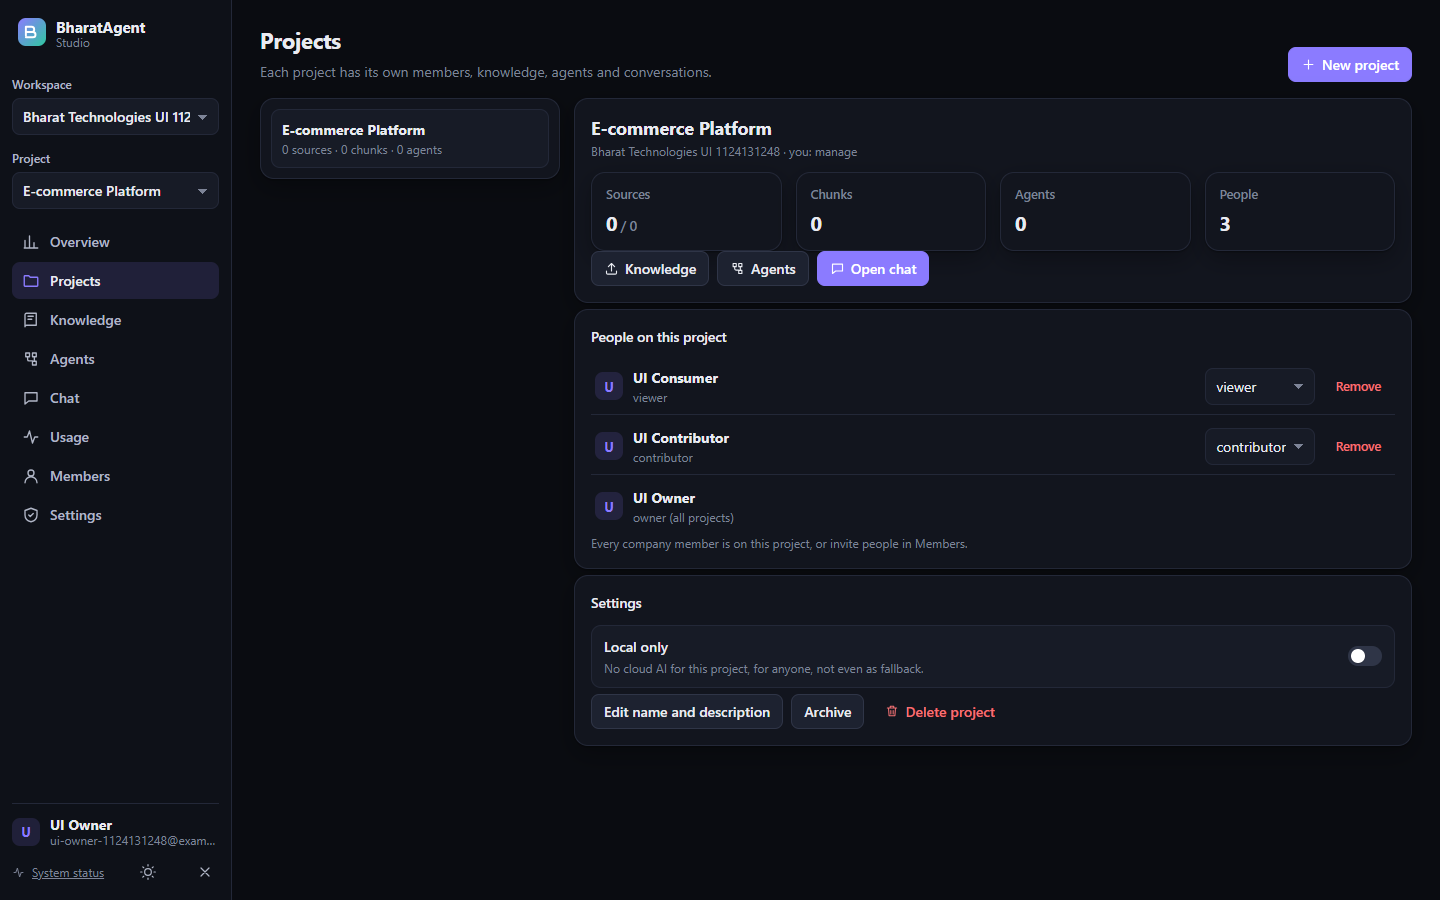 BharatAgent
Studio
Workspace
Bharat Technologies UI 112
Project
E-commerce Platform
Overview
Projects
Knowledge
Agents
Chat
Usage
Members
Settings
U
UI Owner
ui-owner-1124131248@exam...
System status
Projects
Each project has its own members, knowledge, agents and conversations.
New project
E-commerce Platform
0 sources · 0 chunks · 0 agents
E-commerce Platform
Bharat Technologies UI 1124131248 · you: manage
Sources
0 / 0
Chunks
0
Agents
0
People
3
Knowledge
Agents
Open chat
People on this project
U
UI Consumer
viewer
viewer
Remove
U
UI Contributor
contributor
contributor
Remove
U
UI Owner
owner (all projects)
Every company member is on this project, or invite people in Members.
Settings
Local only
No cloud AI for this project, for anyone, not even as fallback.
Edit name and description
Archive
Delete project